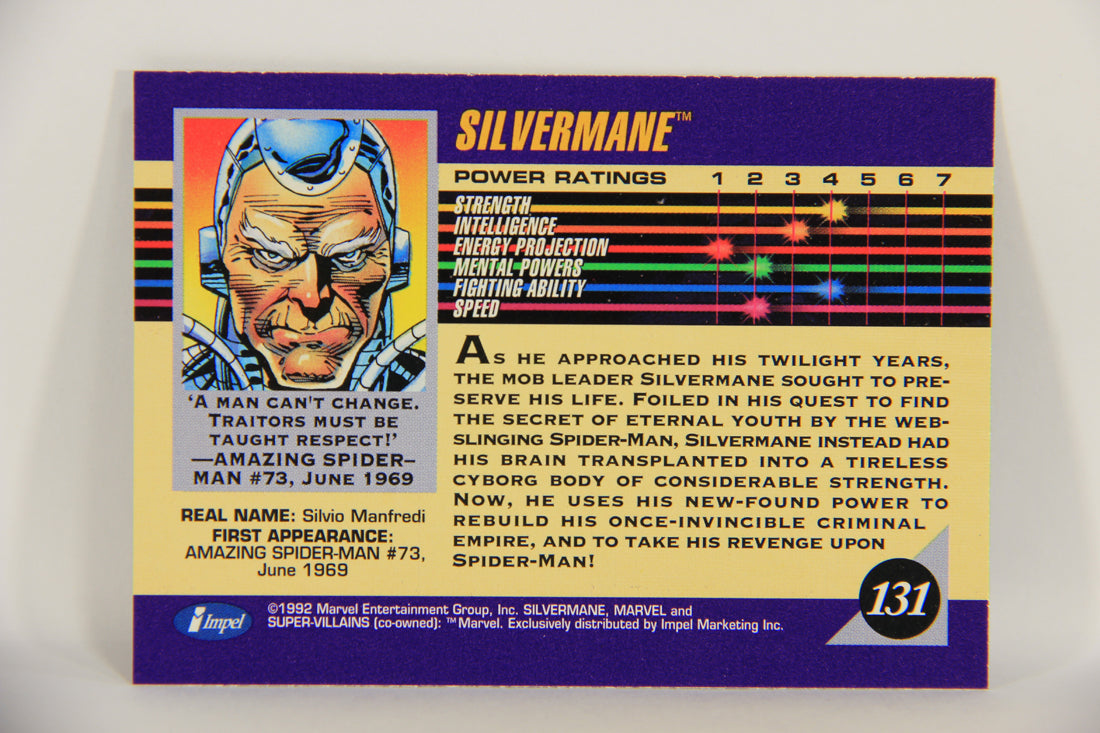 SILVERMANE™
POWER RATINGS 1 2 3 4 5 6 7
STRENGTH
INTELLIGENCE
ENERGY PROJECTION
MENTAL POWERS
FIGHTING ABILITY
SPEED
'A MAN CAN'T CHANGE.
TRAITORS MUST BE
TAUGHT RESPECT!'
—AMAZING SPIDER-
MAN #73, JUNE 1969
REAL NAME: Silvio Manfredi
FIRST APPEARANCE:
AMAZING SPIDER-MAN #73,
June 1969
AS HE APPROACHED HIS TWILIGHT YEARS,
THE MOB LEADER SILVERMANE SOUGHT TO PRE-
SERVE HIS LIFE. FOILED IN HIS QUEST TO FIND
THE SECRET OF ETERNAL YOUTH BY THE WEB-
SLINGING SPIDER-MAN, SILVERMANE INSTEAD HAD
HIS BRAIN TRANSPLANTED INTO A TIRELESS
CYBORG BODY OF CONSIDERABLE STRENGTH.
NOW, HE USES HIS NEW-FOUND POWER TO
REBUILD HIS ONCE-INVINCIBLE CRIMINAL
EMPIRE, AND TO TAKE HIS REVENGE UPON
SPIDER-MAN!
131
Impel
©1992 Marvel Entertainment Group, Inc. SILVERMANE, MARVEL and
SUPER-VILLAINS (co-owned): ™Marvel. Exclusively distributed by Impel Marketing Inc.